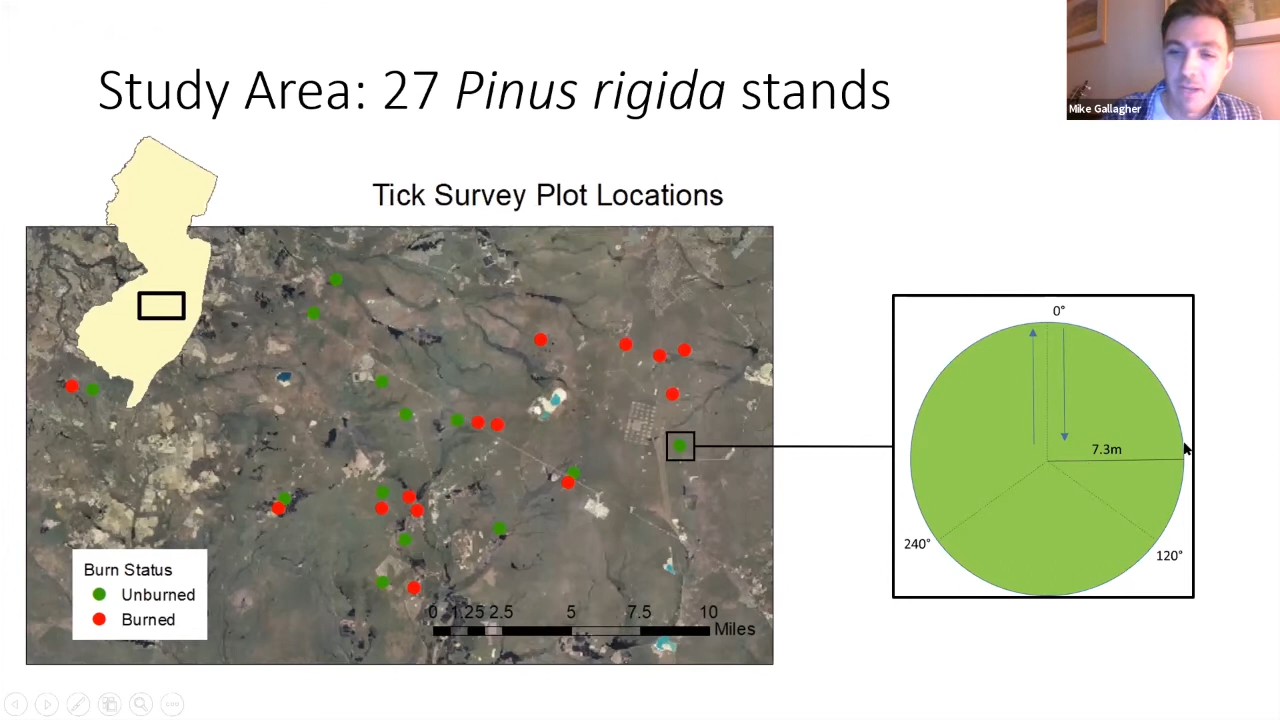 Study Area: 27 Pinus rigida stands
Mike Gallagher
Tick Survey Plot Locations
0°
7.3m
240°
120°
Burn Status
Unburned
Burned
0 1.25 2.5 5 7.5 10
Miles